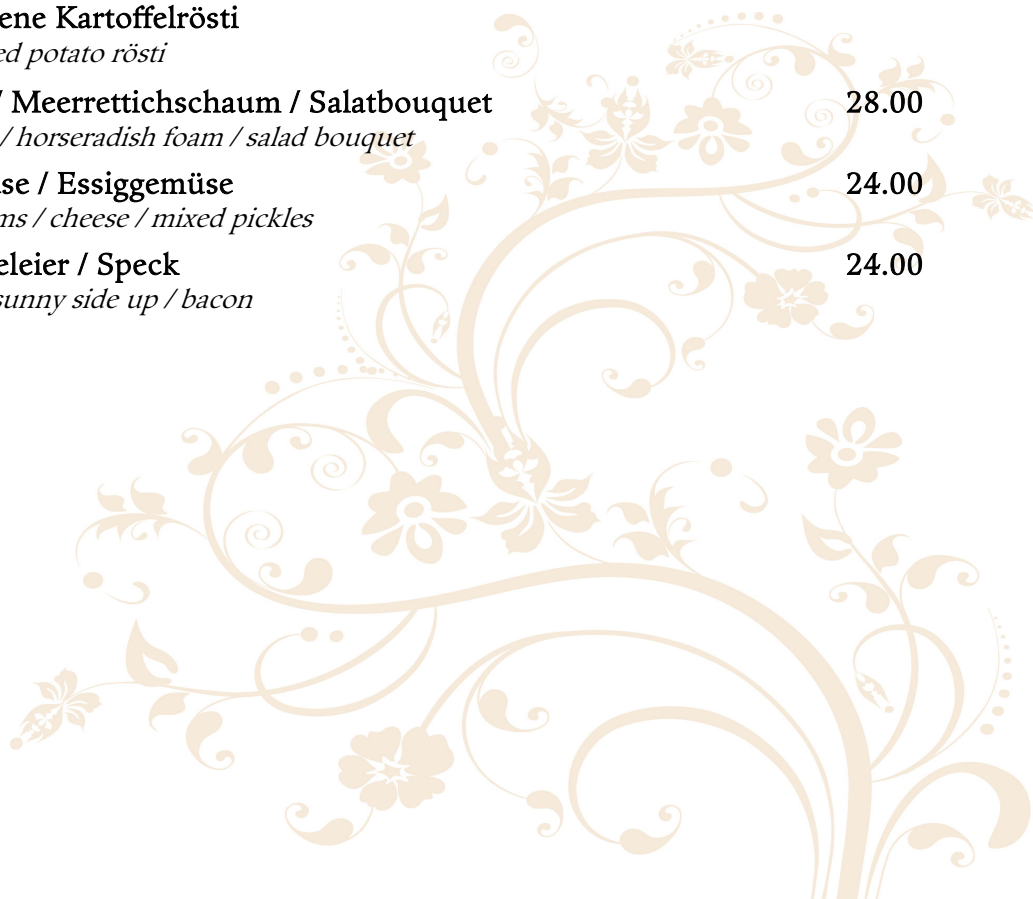 ene Kartoffelrösti
ed potato rösti
/ Meerrettichschaum / Salatbouquet 28.00
/ horseradish foam / salad bouquet
se / Essiggemüse 24.00
ms / cheese / mixed pickles
eleier / Speck 24.00
sunny side up / bacon